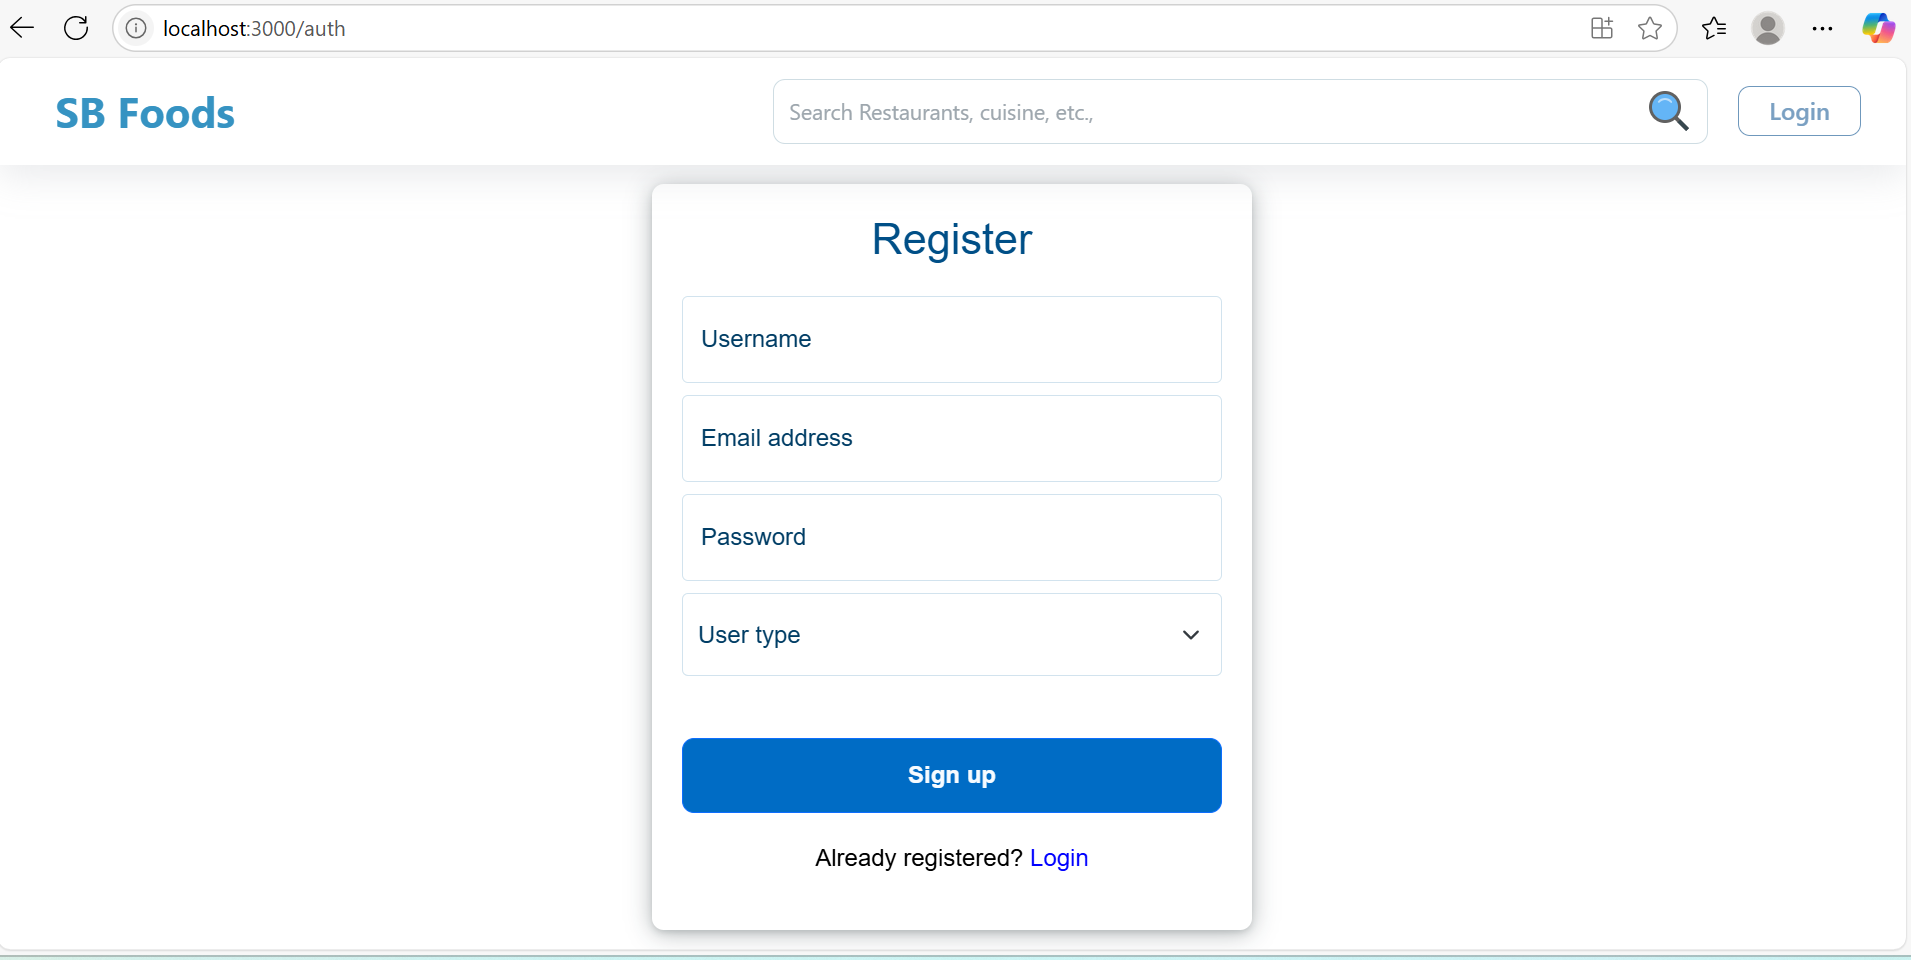 localhost:3000/auth
SB Foods
Search Restaurants, cuisine, etc.,
Login
Register
Username
Email address
Password
User type
Sign up
Already registered? Login